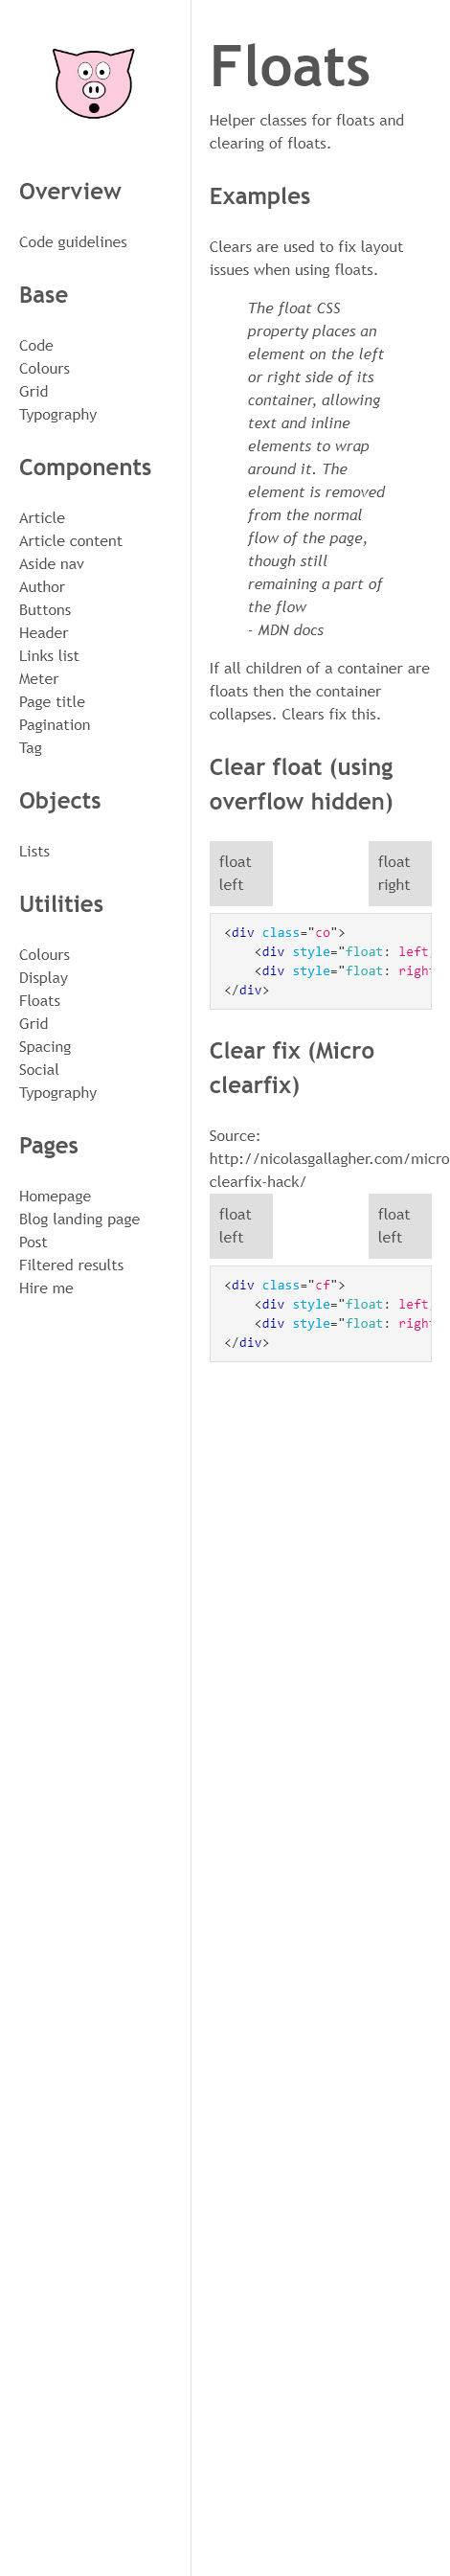 Overview
Code guidelines
Base
Code
Colours
Grid
Typography
Components
Article
Article content
Aside nav
Author
Buttons
Header
Links list
Meter
Page title
Pagination
Tag
Objects
Lists
Utilities
Colours
Display
Floats
Grid
Spacing
Social
Typography
Pages
Homepage
Blog landing page
Post
Filtered results
Hire me
Floats
Helper classes for floats and
clearing of floats.
Examples
Clears are used to fix layout
issues when using floats.
The float CSS
property places an
element on the left
or right side of its
container, allowing
text and inline
elements to wrap
around it. The
element is removed
from the normal
flow of the page,
though still
remaining a part of
the flow
- MDN docs
If all children of a container are
floats then the container
collapses. Clears fix this.
Clear float (using
overflow hidden)
float
left
float
right
<div class="co">
    <div style="float: left
    <div style="float: right
</div>
Clear fix (Micro
clearfix)
Source:
http://nicolasgallagher.com/micro
clearfix-hack/
float
left
float
left
<div class="cf">
    <div style="float: left
    <div style="float: right
</div>